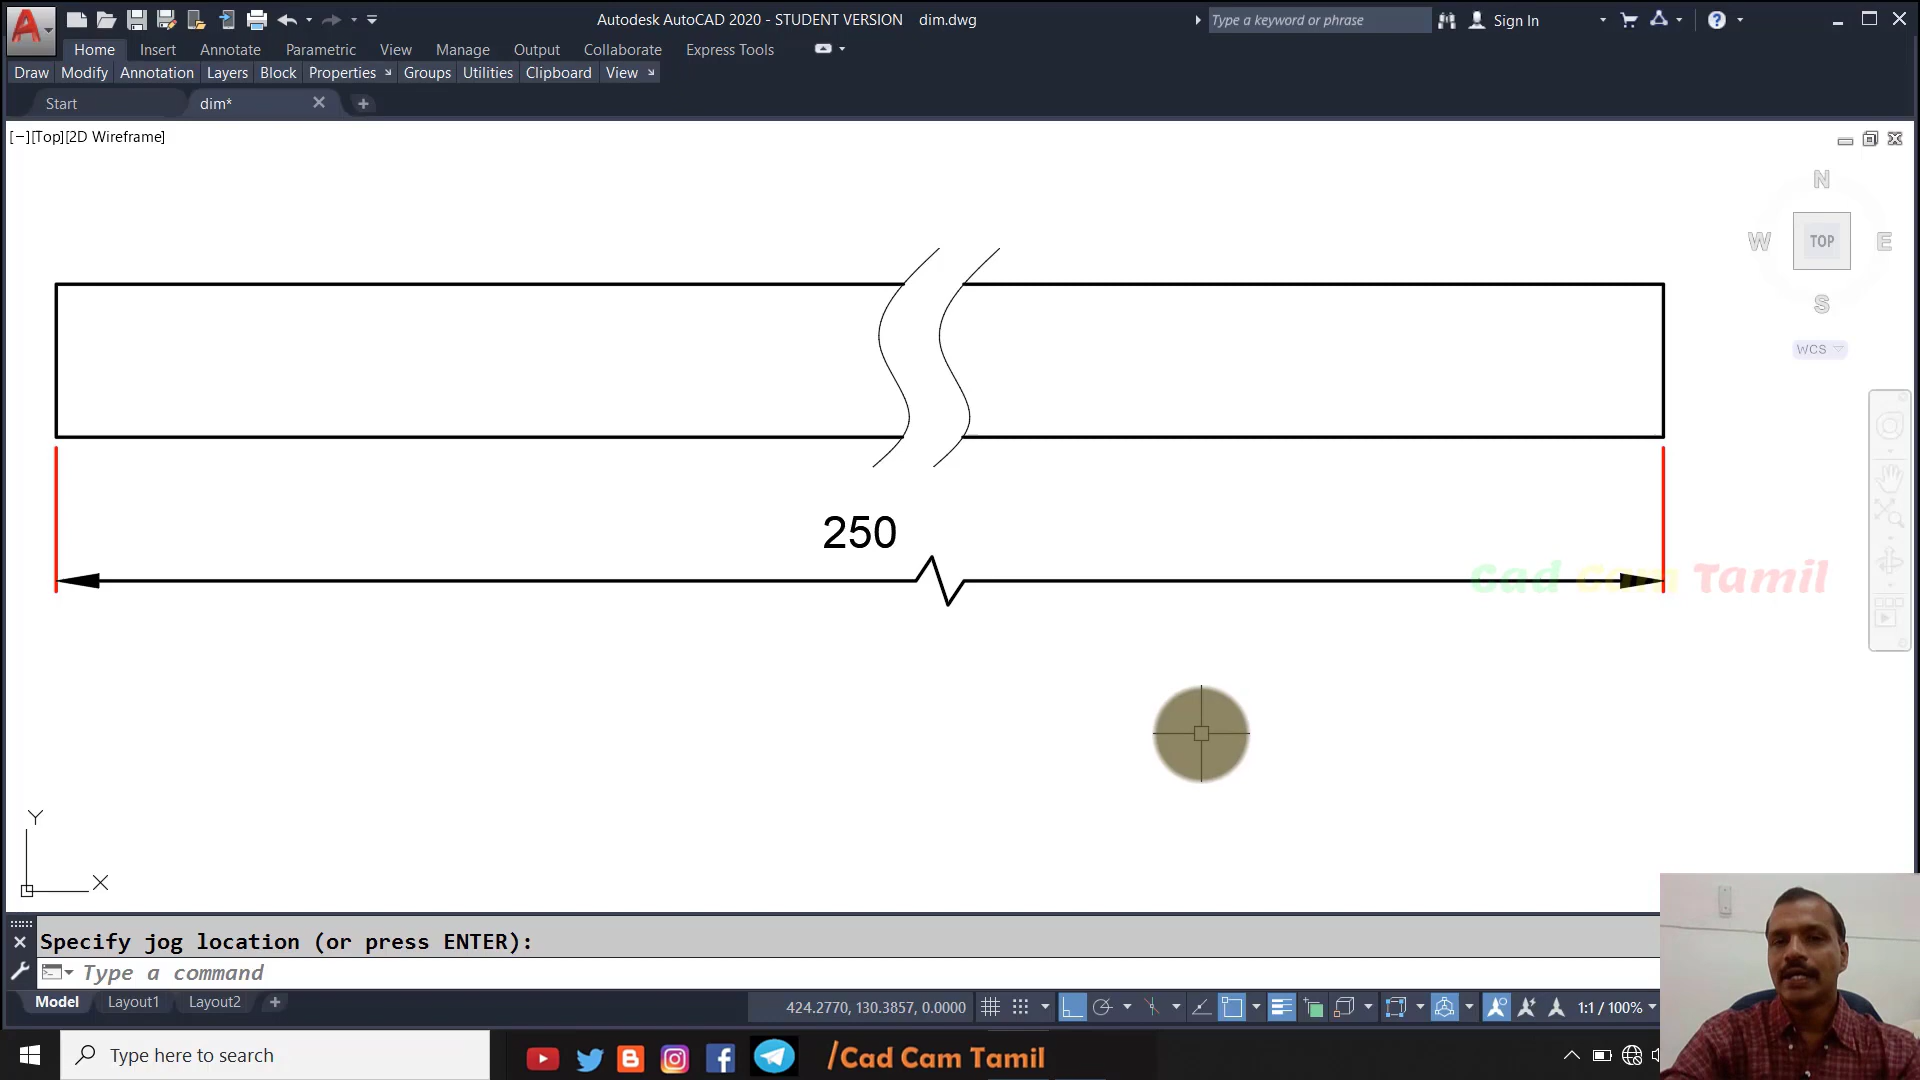 Autodesk AutoCAD 2020 - STUDENT VERSION dim.dwg
Type a keyword or phrase
Sign In
Home Insert Annotate Parametric View Manage Output Collaborate Express Tools
Draw Modify Annotation Layers Block Properties Groups Utilities Clipboard View
Start dim*
[−][Top][2D Wireframe]
N
W TOP E
S
WCS
250
Cad Cam Tamil
Y
X
Specify jog location (or press ENTER):
Type a command
Model Layout1 Layout2
424.2770, 130.3857, 0.0000
1:1 / 100%
Type here to search
/Cad Cam Tamil